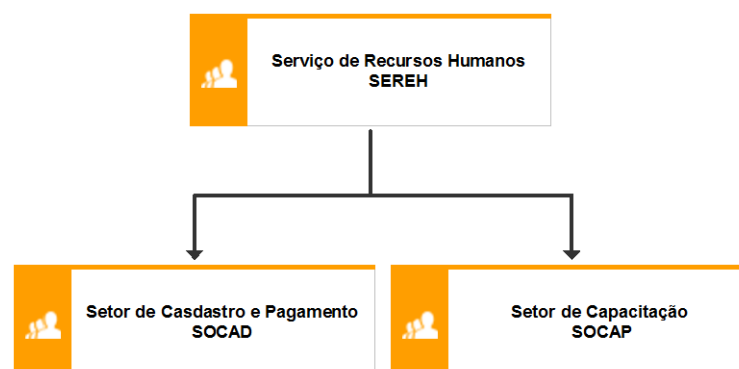 Serviço de Recursos Humanos
SEREH
Setor de Casdastro e Pagamento
SOCAD
Setor de Capacitação
SOCAP